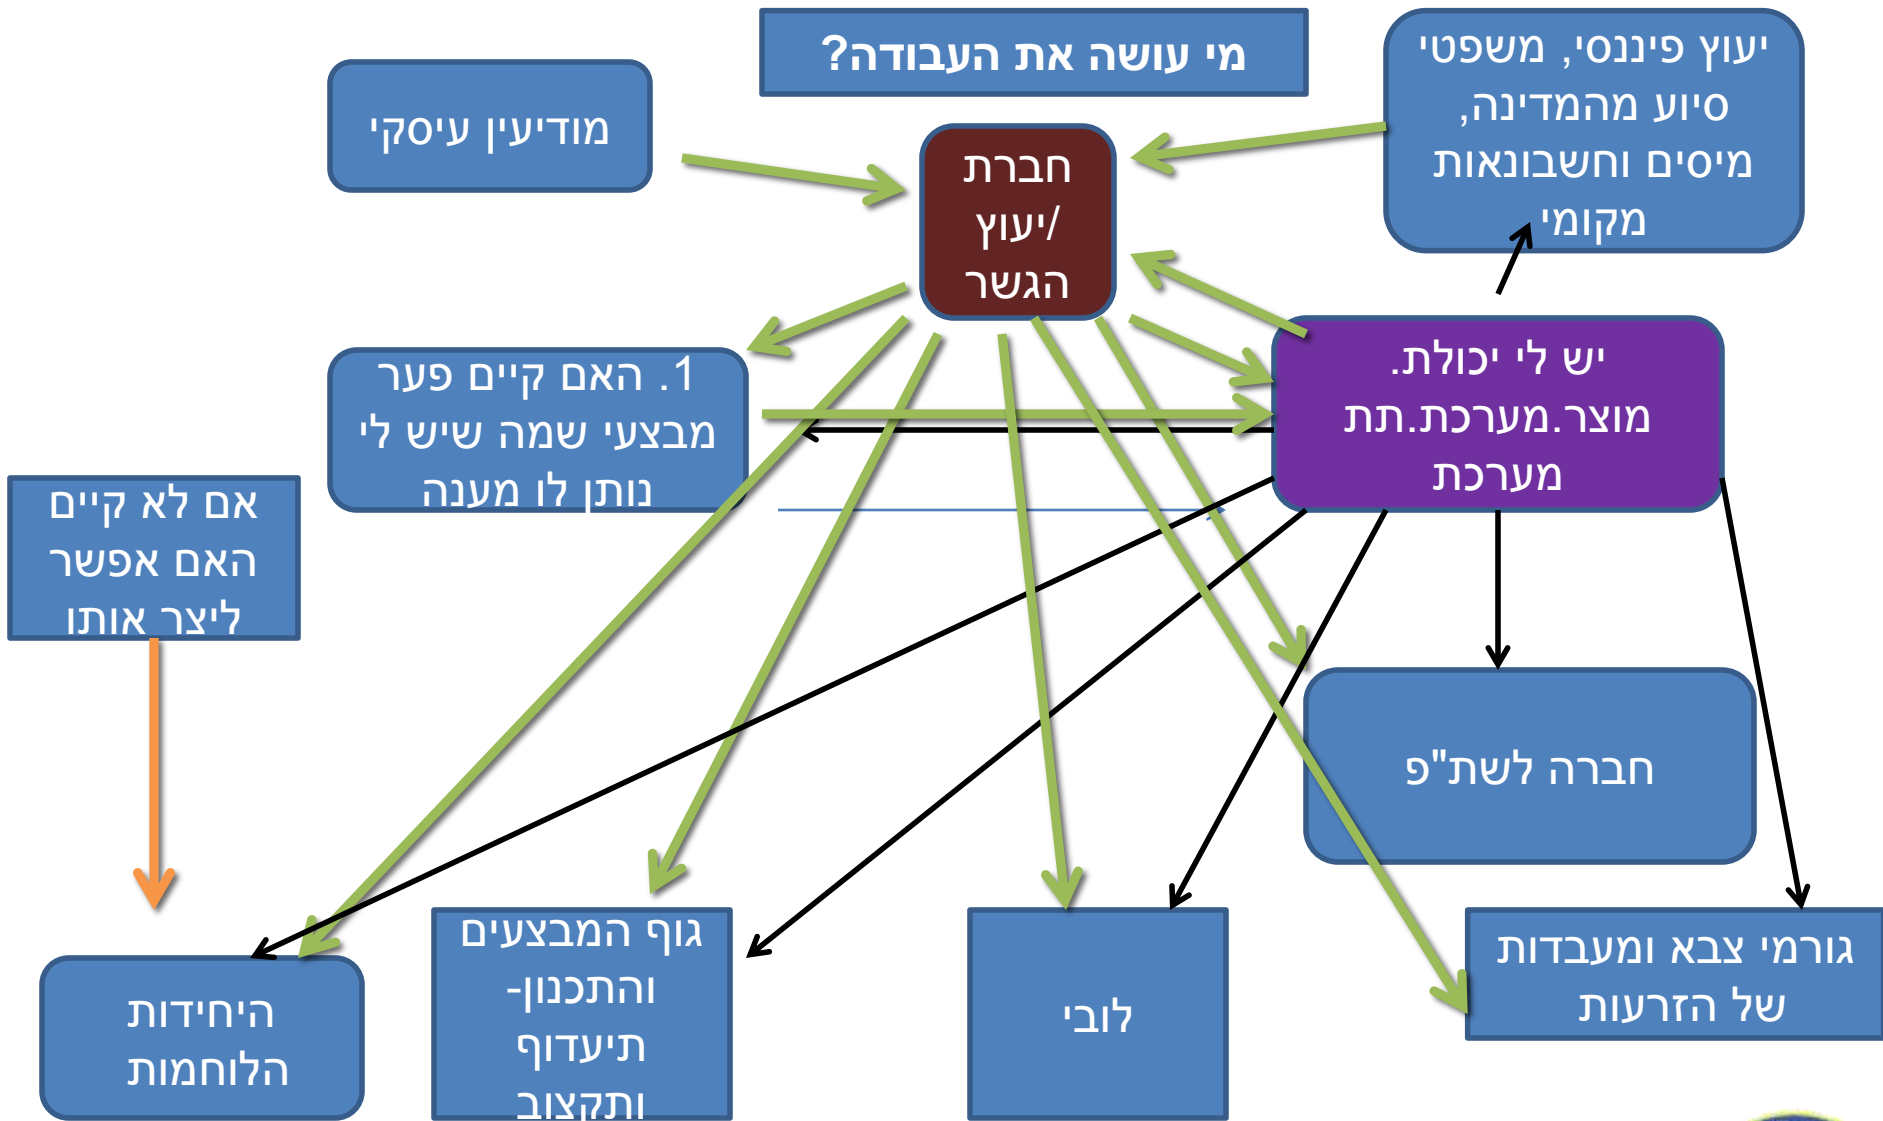 מי עושה את העבודה?
יעוץ פיננסי, משפטי
סיוע מהמדינה,
מיסים וחשבונאות
מקומי
מודיעין עיסקי
חברת
יעוץ/
הגשר
יש לי יכולת.
מוצר.מערכת.תת
מערכת
1. האם קיים פער
מבצעי שמה שיש לי
נותן לו מענה
אם לא קיים
האם אפשר
ליצר אותו
חברה לשת"פ
גורמי צבא ומעבדות
של הזרעות
לובי
גוף המבצעים
והתכנון-
תיעדוף
ותקצוב
היחידות
הלוחמות